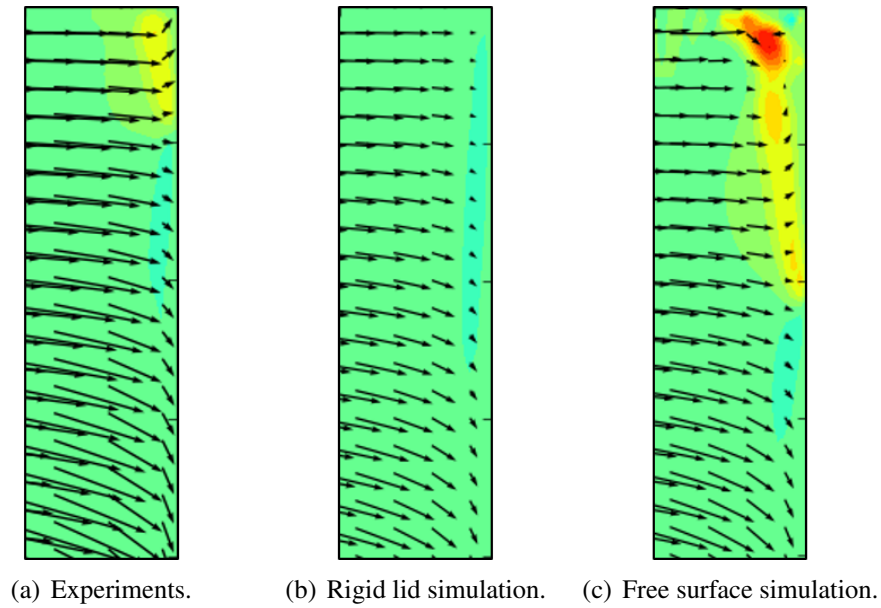 (a) Experiments. (b) Rigid lid simulation. (c) Free surface simulation.